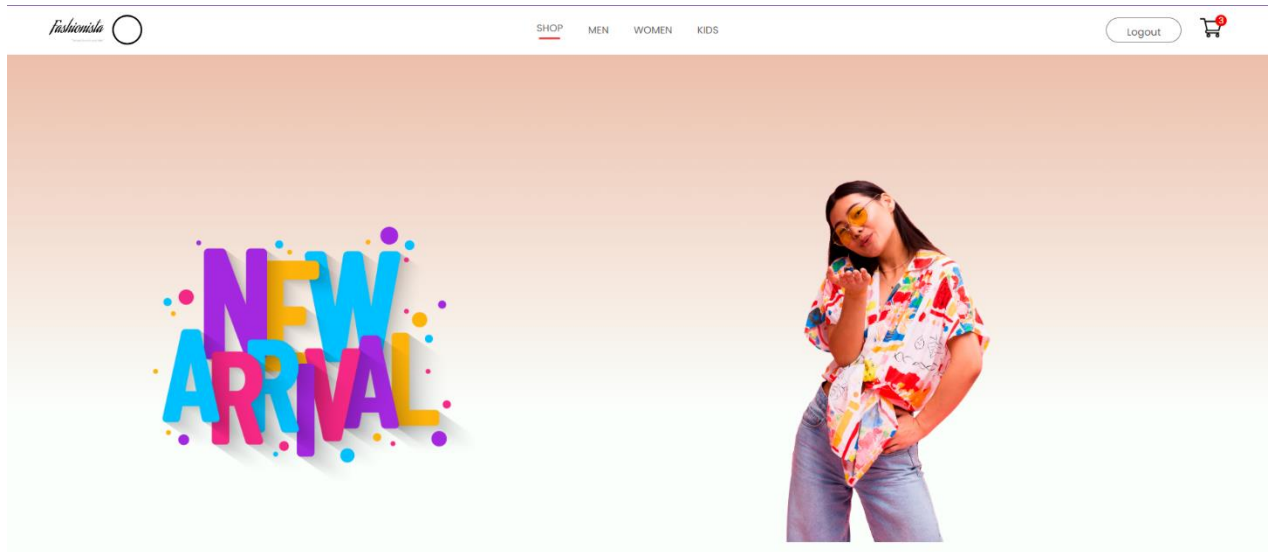 Fashionista
SHOP MEN WOMEN KIDS
Logout
3
NEW
ARRIVAL